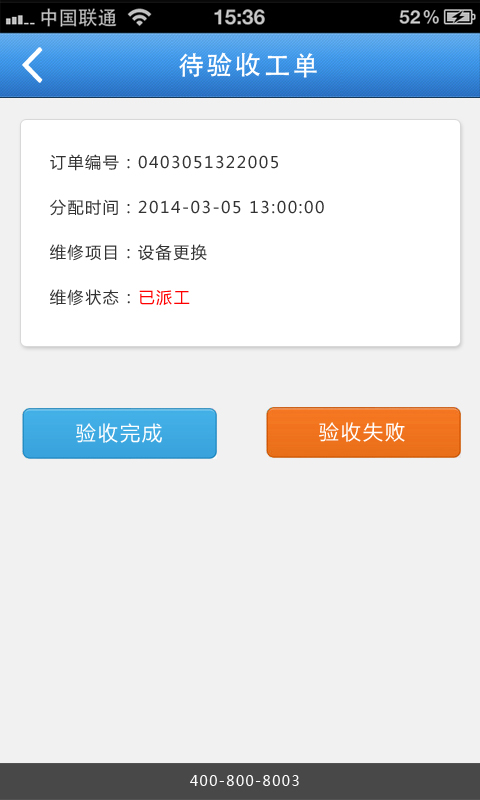 中国联通 15:36 52%
待验收工单
订单编号：0403051322005
分配时间：2014-03-05 13:00:00
维修项目：设备更换
维修状态：已派工
验收完成 验收失败
400-800-8003